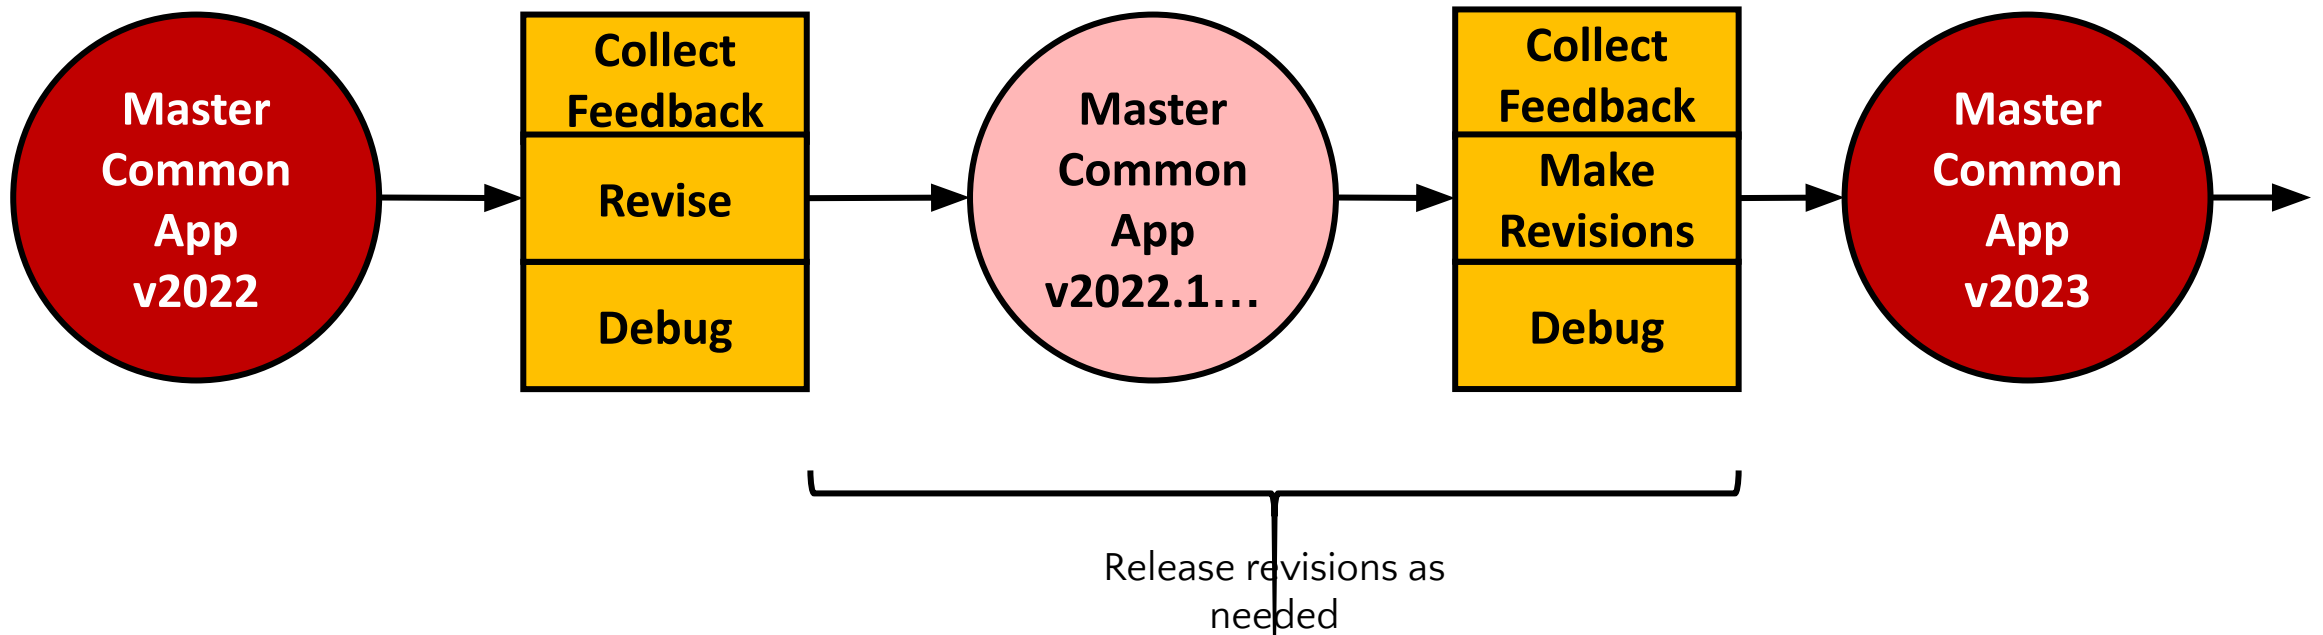 Master
Common
App
v2022
Collect
Feedback
Revise
Debug
Master
Common
App
v2022.1...
Collect
Feedback
Make
Revisions
Debug
Master
Common
App
v2023
Release revisions as
needed